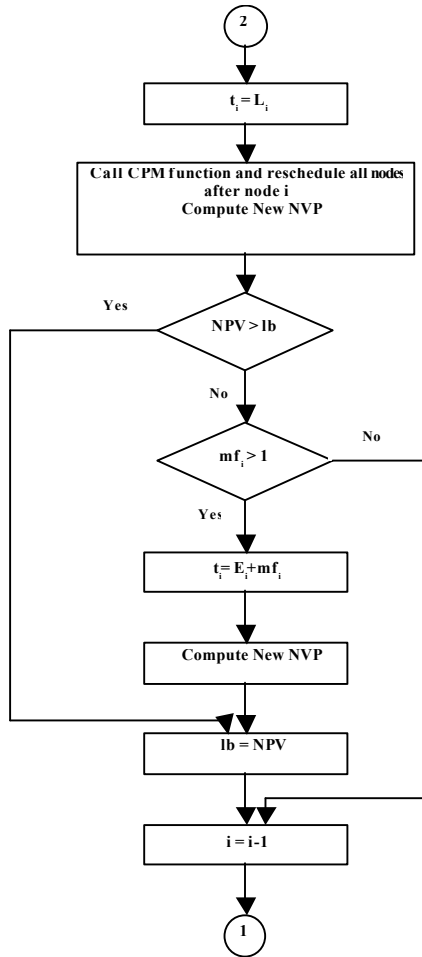 2
tᵢ = Lᵢ
Call CPM function and reschedule all nodes
after node i
Compute New NVP
Yes
NPV > lb
No
No
mfᵢ > 1
Yes
tᵢ= Eᵢ+mfᵢ
Compute New NVP
lb = NPV
i = i-1
1